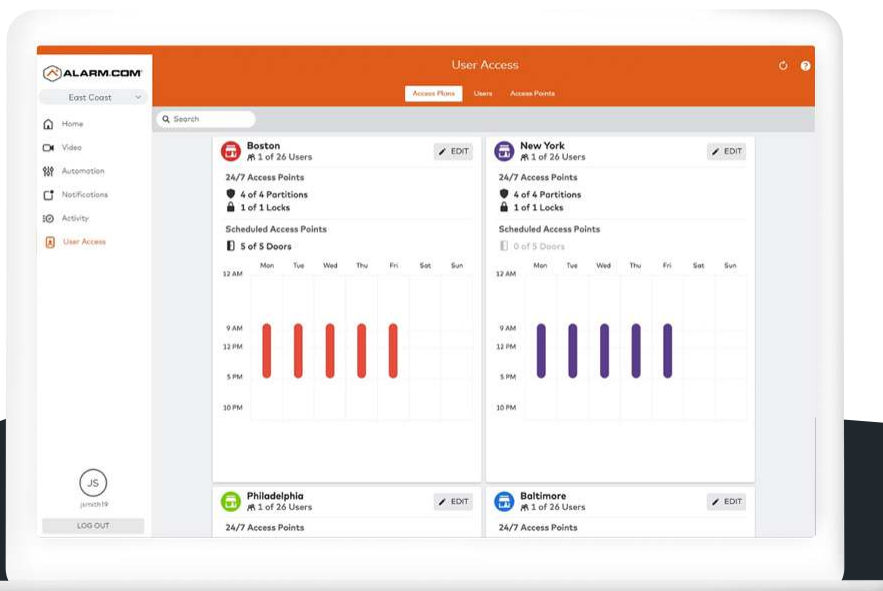 ALARM.COM
East Coast
Home
Video
Automation
Notifications
Activity
User Access
JS
jsmith19
LOG OUT
User Access
Access Plans Users Access Points
Search
Boston
1 of 26 Users
EDIT
24/7 Access Points
4 of 4 Partitions
1 of 1 Locks
Scheduled Access Points
5 of 5 Doors
Mon Tue Wed Thu Fri Sat Sun
12 AM
9 AM
12 PM
5 PM
10 PM
New York
1 of 26 Users
EDIT
24/7 Access Points
4 of 4 Partitions
1 of 1 Locks
Scheduled Access Points
0 of 5 Doors
Mon Tue Wed Thu Fri Sat Sun
12 AM
9 AM
12 PM
5 PM
10 PM
Philadelphia
1 of 26 Users
EDIT
24/7 Access Points
Baltimore
1 of 26 Users
EDIT
24/7 Access Points